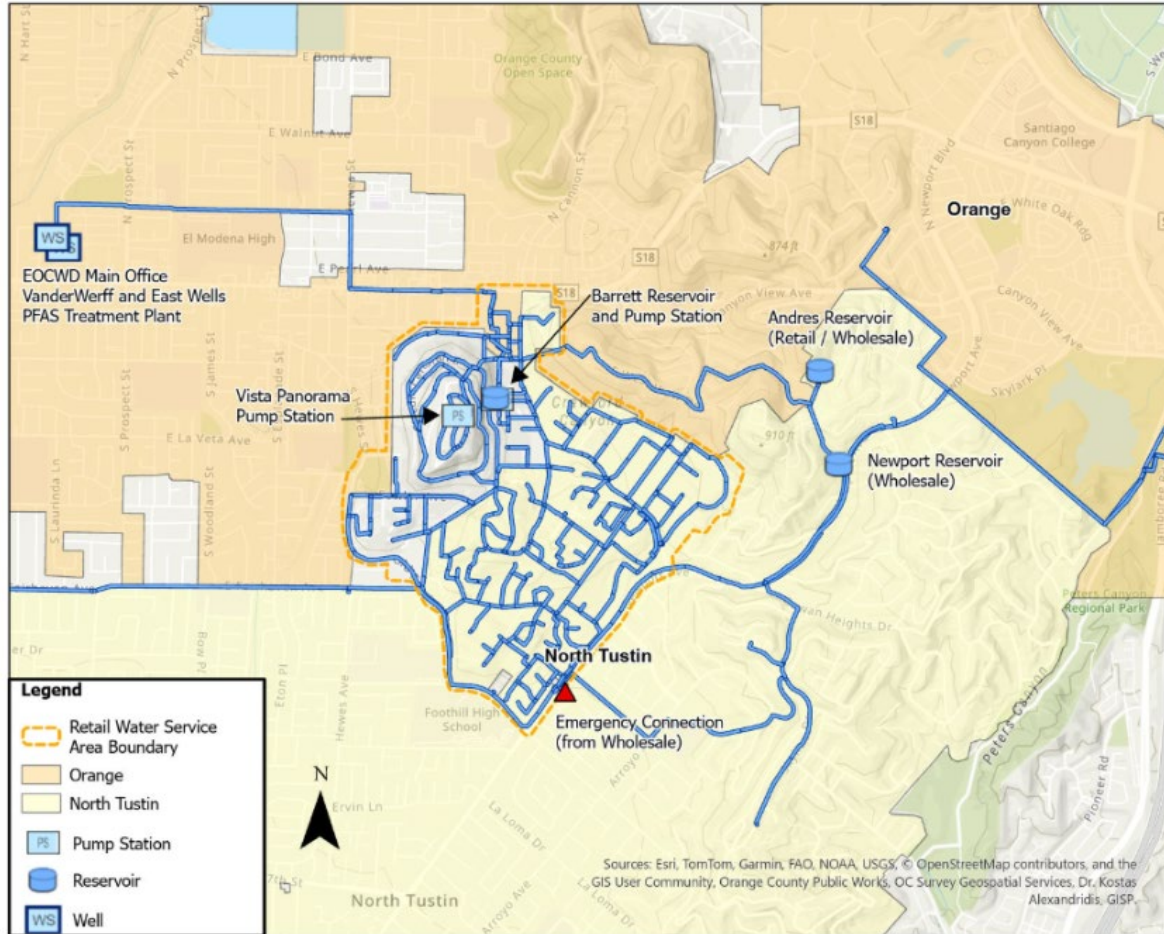 N Hart St
N Prospect St
E Bond Ave
Orange County
Open Space
E Walnut Ave
N Cannon St
S18
Santiago
Canyon College
N Newport Blvd
Orange
E White Oak Rdg
WS
El Modena High
874 ft
S18
E Pearl Ave
EOCWD Main Office
VanderWerff and East Wells
PFAS Treatment Plant
S18
Barrett Reservoir
and Pump Station
Canyon View Ave
Andres Reservoir
(Retail / Wholesale)
Canyon View Ave
S James St
Vista Panorama
Pump Station
PS
Skylark Pl
S Hewes St
E La Veta Ave
S Prospect St
910 ft
Newport Reservoir
(Wholesale)
S Laurinda Ln
S Woodland St
Peters Canyon
Regional Park
North Tustin
Legend
Retail Water Service
Area Boundary
Orange
North Tustin
Pump Station
PS
Reservoir
Well
WS
Eton Pl
Hewes Ave
Foothill High
School
Emergency Connection
(from Wholesale)
N
Ervin Ln
La Loma Dr
Arroyo Ave
La Loma Dr
North Tustin
Peters Canyon
Pioneer Rd
Sources: Esri, TomTom, Garmin, FAO, NOAA, USGS, © OpenStreetMap contributors, and the
GIS User Community, Orange County Public Works, OC Survey Geospatial Services, Dr. Kostas
Alexandridis, GISP.